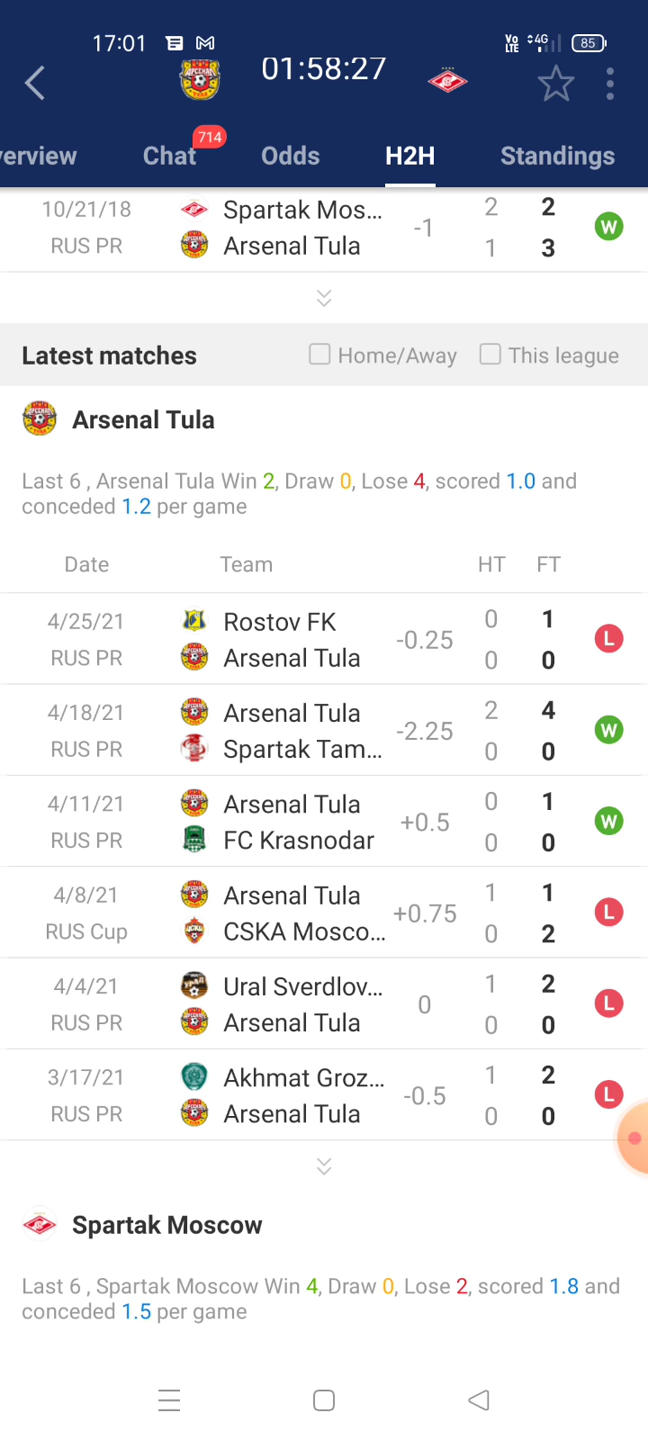 17:01
Vo LTE 4G 85
01:58:27
verview Chat 714 Odds H2H Standings
10/21/18 Spartak Mos... 2 2
-1 W
RUS PR Arsenal Tula 1 3
Latest matches Home/Away This league
Arsenal Tula
Last 6 , Arsenal Tula Win 2, Draw 0, Lose 4, scored 1.0 and
conceded 1.2 per game
Date Team HT FT
4/25/21 Rostov FK 0 1
-0.25 L
RUS PR Arsenal Tula 0 0
4/18/21 Arsenal Tula 2 4
-2.25 W
RUS PR Spartak Tam... 0 0
4/11/21 Arsenal Tula 0 1
+0.5 W
RUS PR FC Krasnodar 0 0
4/8/21 Arsenal Tula 1 1
+0.75 L
RUS Cup CSKA Mosco... 0 2
4/4/21 Ural Sverdlov... 1 2
0 L
RUS PR Arsenal Tula 0 0
3/17/21 Akhmat Groz... 1 2
-0.5 L
RUS PR Arsenal Tula 0 0
Spartak Moscow
Last 6 , Spartak Moscow Win 4, Draw 0, Lose 2, scored 1.8 and
conceded 1.5 per game